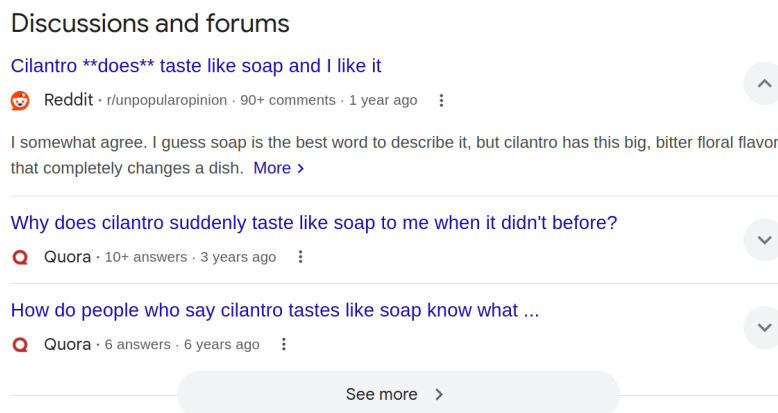 Discussions and forums
Cilantro **does** taste like soap and I like it
Reddit · r/unpopularopinion · 90+ comments · 1 year ago
I somewhat agree. I guess soap is the best word to describe it, but cilantro has this big, bitter floral flavor
that completely changes a dish. More >
Why does cilantro suddenly taste like soap to me when it didn't before?
Quora · 10+ answers · 3 years ago
How do people who say cilantro tastes like soap know what ...
Quora · 6 answers · 6 years ago
See more >